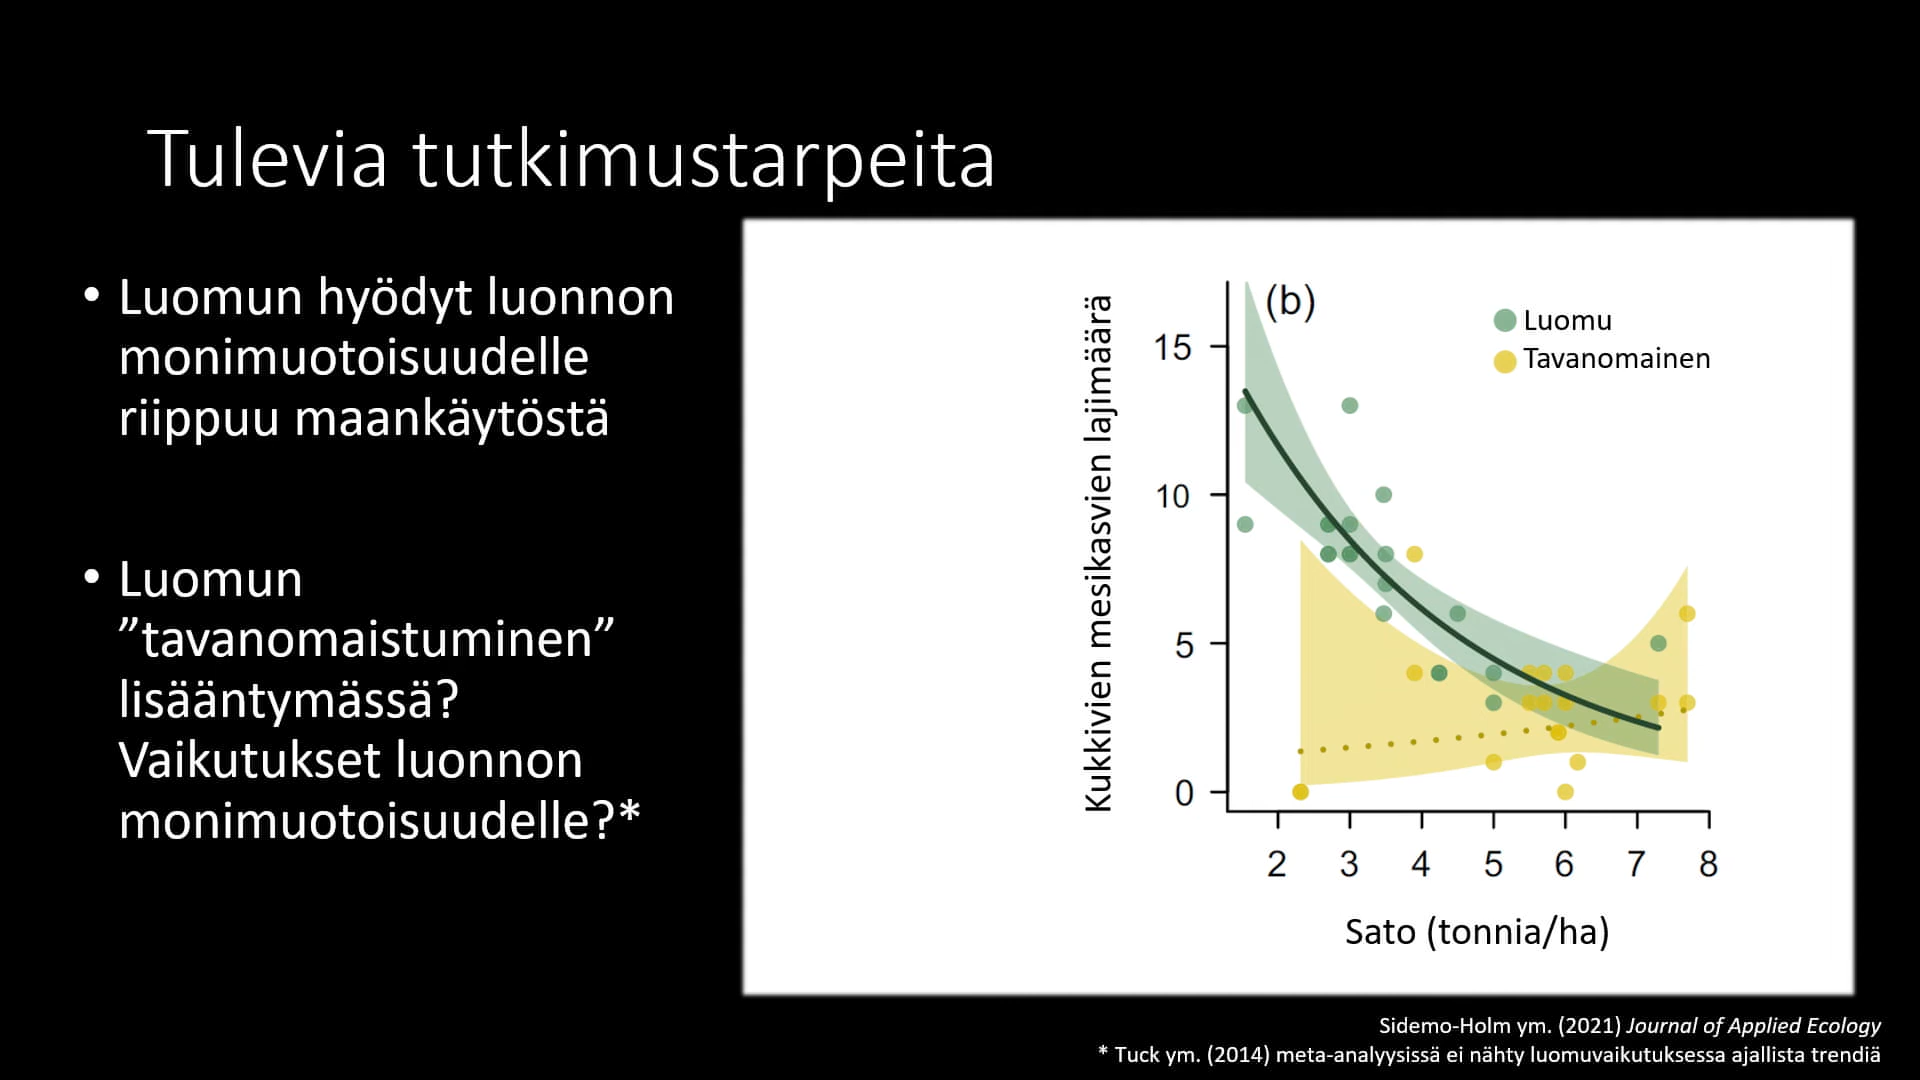 Tulevia tutkimustarpeita
• Luomun hyödyt luonnon
monimuotoisuudelle
riippuu maankäytöstä
• Luomun
”tavanomaistuminen”
lisääntymässä?
Vaikutukset luonnon
monimuotoisuudelle?*
(b)
Luomu
Tavanomainen
Kukkivien mesikasvien lajimäärä
15
10
5
0
2 3 4 5 6 7 8
Sato (tonnia/ha)
Sidemo-Holm ym. (2021) Journal of Applied Ecology
* Tuck ym. (2014) meta-analyysissä ei nähty luomuvaikutuksessa ajallista trendiä